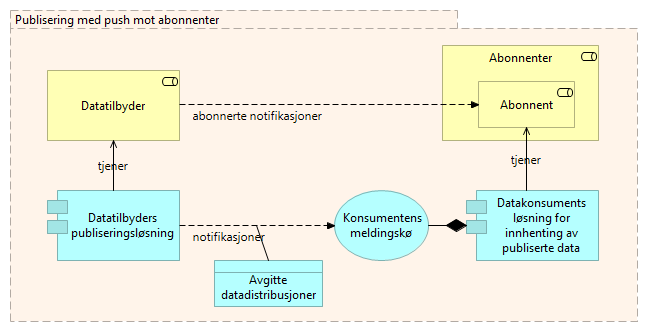 Publisering med push mot abonnenter
Abonnenter
Datatilbyder
Abonnent
abonnerte notifikasjoner
tjener
tjener
Datatilbyders
publiseringsløsning
notifikasjoner
Konsumentens
meldingskø
Datakonsuments
løsning for
innhenting av
publiserte data
Avgitte
datadistribusjoner